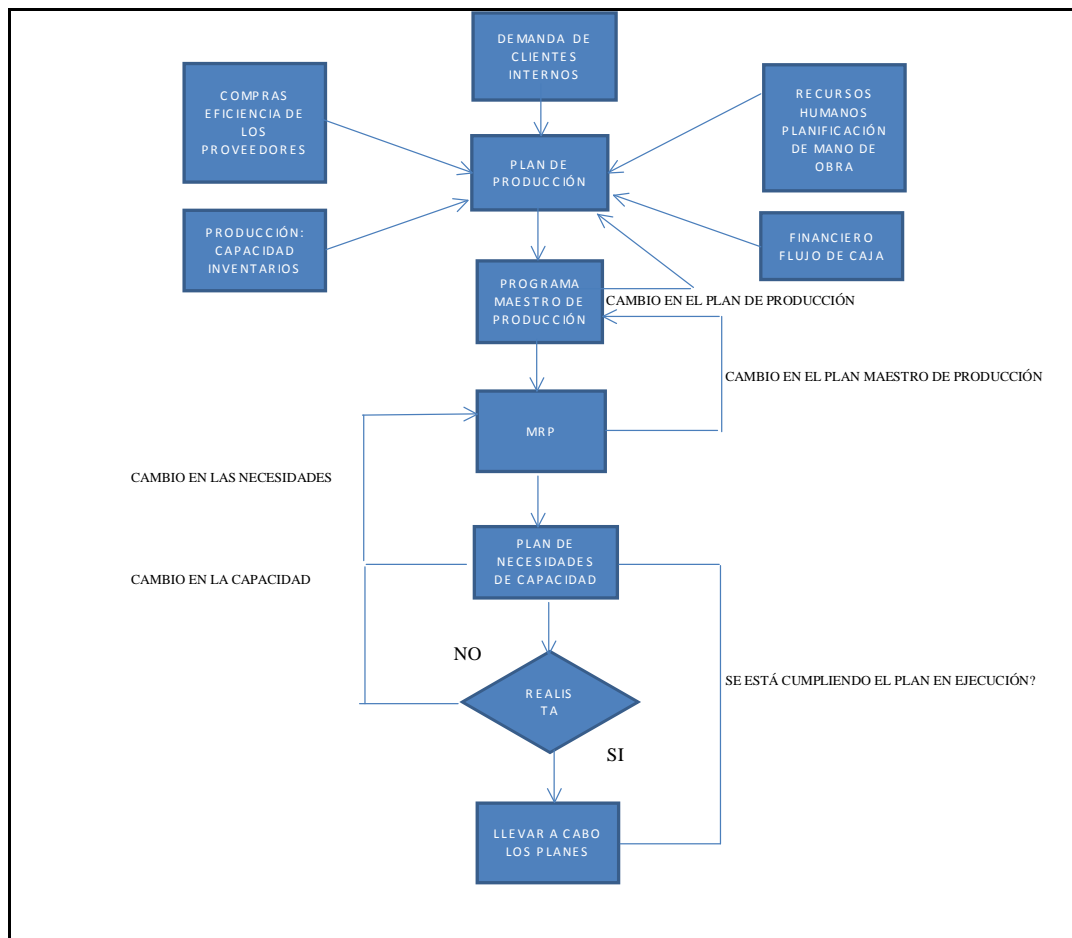 DEMANDA DE
CLIENTES
INTERNOS
COMPRAS
EFICIENCIA DE
LOS
PROVEEDORES
RECURSOS
HUMANOS
PLANIFICACIÓN
DE MANO DE
OBRA
PLAN DE
PRODUCCIÓN
PRODUCCIÓN:
CAPACIDAD
INVENTARIOS
FINANCIERO
FLUJO DE CAJA
PROGRAMA
MAESTRO DE
PRODUCCIÓN
CAMBIO EN EL PLAN DE PRODUCCIÓN
CAMBIO EN EL PLAN MAESTRO DE PRODUCCIÓN
MRP
CAMBIO EN LAS NECESIDADES
PLAN DE
NECESIDADES
DE CAPACIDAD
CAMBIO EN LA CAPACIDAD
NO
REALIS
TA
SE ESTÁ CUMPLIENDO EL PLAN EN EJECUCIÓN?
SI
LLEVAR A CABO
LOS PLANES